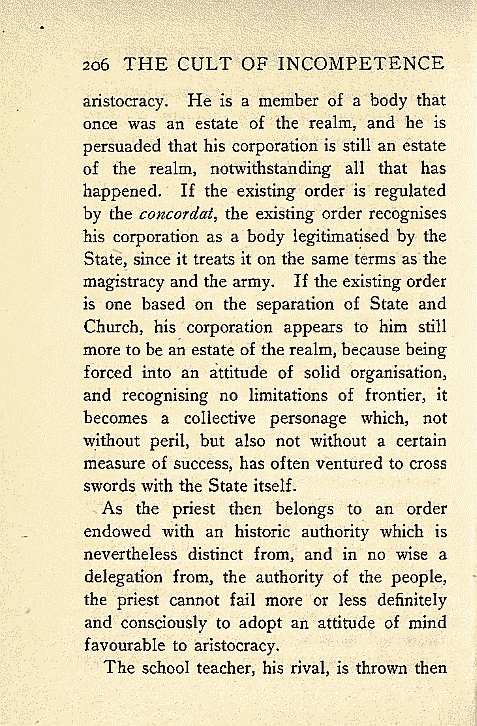 206 THE CULT OF INCOMPETENCE
aristocracy. He is a member of a body that
once was an estate of the realm, and he is
persuaded that his corporation is still an estate
of the realm, notwithstanding all that has
happened. If the existing order is regulated
by the concordat, the existing order recognises
his corporation as a body legitimatised by the
State, since it treats it on the same terms as the
magistracy and the army. If the existing order
is one based on the separation of State and
Church, his corporation appears to him still
more to be an estate of the realm, because being
forced into an attitude of solid organisation,
and recognising no limitations of frontier, it
becomes a collective personage which, not
without peril, but also not without a certain
measure of success, has often ventured to cross
swords with the State itself.
As the priest then belongs to an order
endowed with an historic authority which is
nevertheless distinct from, and in no wise a
delegation from, the authority of the people,
the priest cannot fail more or less definitely
and consciously to adopt an attitude of mind
favourable to aristocracy.
The school teacher, his rival, is thrown then